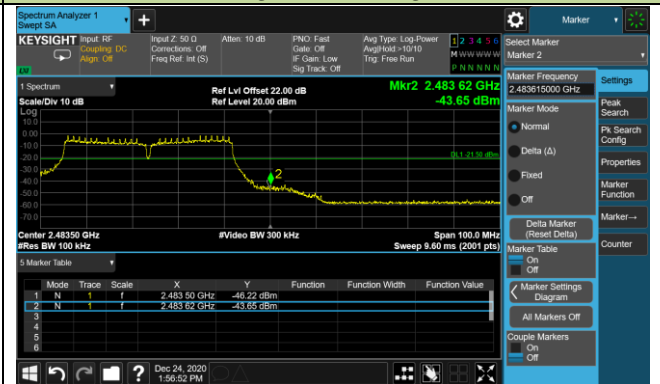 Spectrum Analyzer 1
Swept SA
+
Marker
KEYSIGHT
Input: RF
Coupling: DC
Align: Off
Input Z: 50 Ω
Corrections: Off
Freq Ref: Int (S)
Atten: 10 dB
PNO: Fast
Gate: Off
IF Gain: Low
Sig Track: Off
Avg Type: Log-Power
Avg|Hold:>10/10
Trig: Free Run
1 2 3 4 5 6
M W W W W W
P N N N N N
Select Marker
Marker 2
1 Spectrum
Scale/Div 10 dB
Log
Ref Lvl Offset 22.00 dB
Ref Level 20.00 dBm
Mkr2 2.483 62 GHz
-43.65 dBm
10.0
0.00
-10.0
-20.0
-30.0
-40.0
-50.0
-60.0
-70.0
DL1 -21.50 dBm
2
Center 2.48350 GHz
#Res BW 100 kHz
#Video BW 300 kHz
Span 100.0 MHz
Sweep 9.60 ms (2001 pts)
5 Marker Table
Mode Trace Scale X Y Function Function Width Function Value
1 N 1 f 2.483 50 GHz -46.22 dBm
2 N 1 f 2.483 62 GHz -43.65 dBm
3
4
5
6
Dec 24, 2020
1:56:52 PM
Marker Frequency
2.483615000 GHz
Marker Mode
Normal
Delta (Δ)
Fixed
Off
Delta Marker
(Reset Delta)
Marker Table
On
Off
Marker Settings
Diagram
All Markers Off
Couple Markers
On
Off
Settings
Peak
Search
Pk Search
Config
Properties
Marker
Function
Marker→
Counter